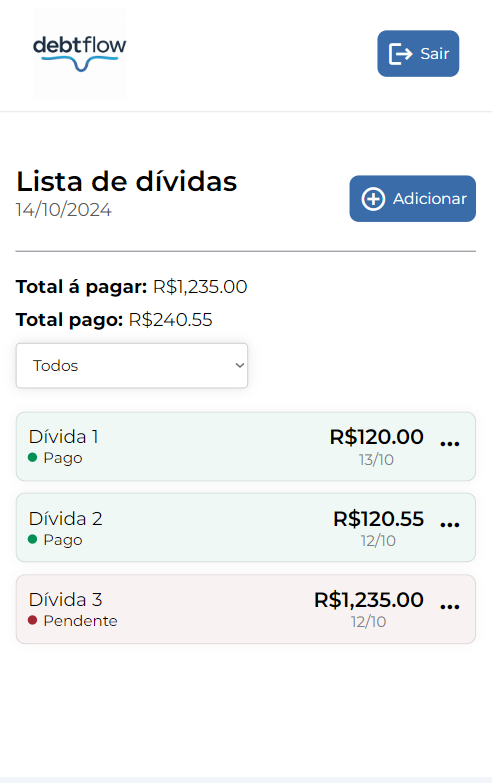 debtflow
Sair
Lista de dívidas
14/10/2024
Adicionar
Total á pagar: R$1,235.00
Total pago: R$240.55
Todos
Dívida 1
R$120.00 ...
Pago
13/10
Dívida 2
R$120.55 ...
Pago
12/10
Dívida 3
R$1,235.00 ...
Pendente
12/10